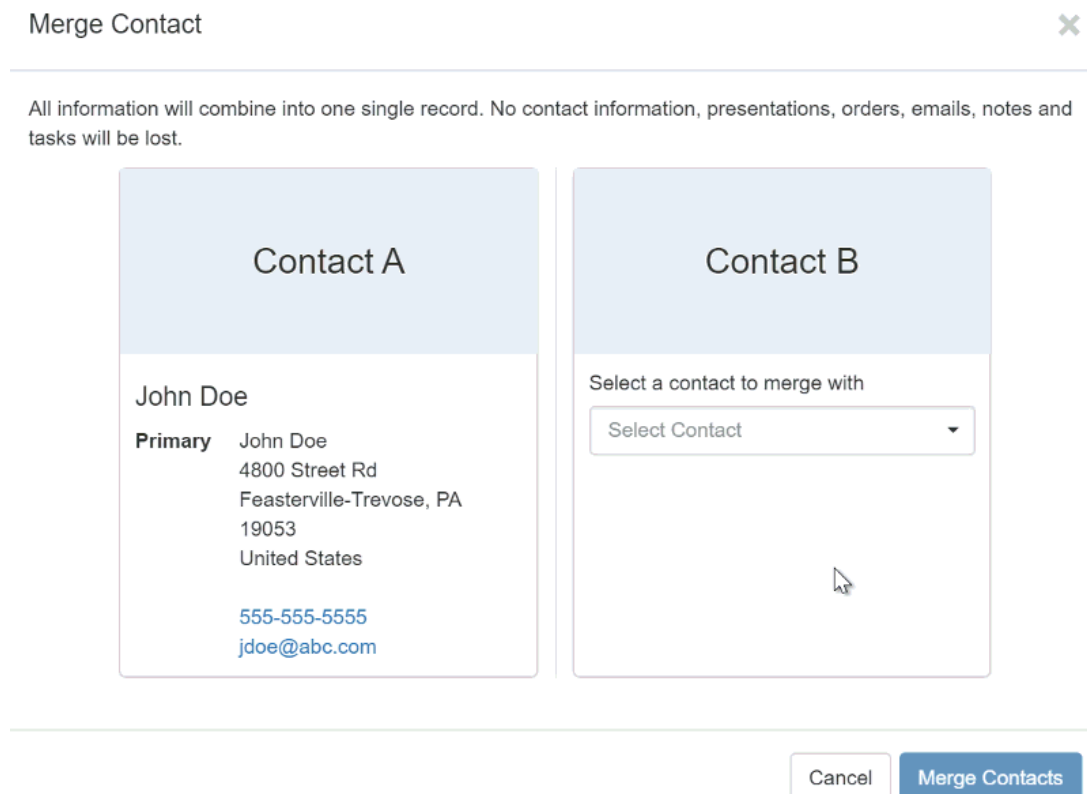 Merge Contact
All information will combine into one single record. No contact information, presentations, orders, emails, notes and
tasks will be lost.
Contact A
John Doe
Primary John Doe
4800 Street Rd
Feasterville-Trevose, PA
19053
United States
555-555-5555
jdoe@abc.com
Contact B
Select a contact to merge with
Select Contact
Cancel Merge Contacts